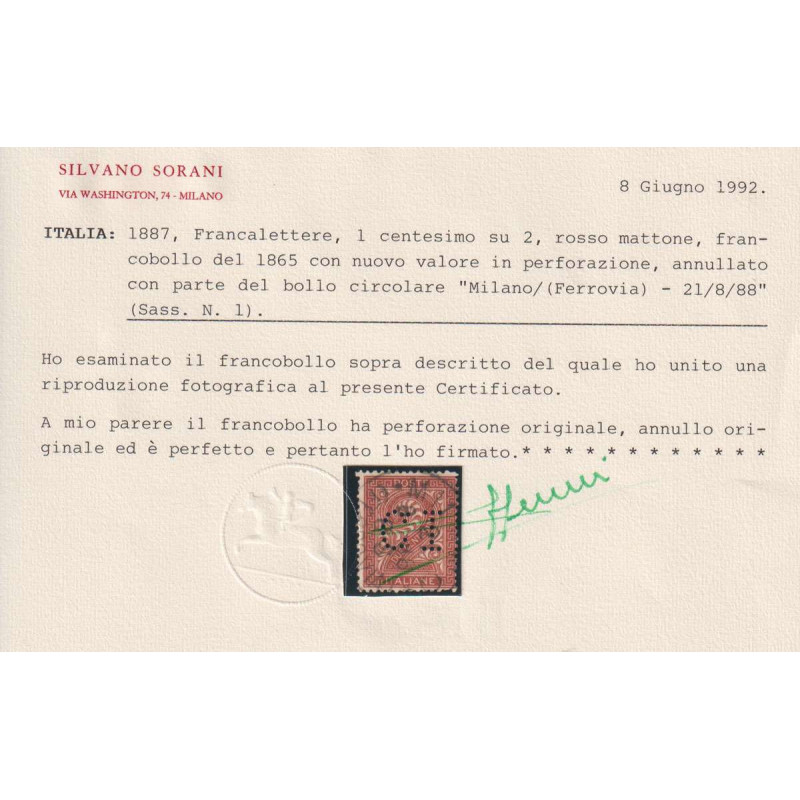 SILVANO SORANI
VIA WASHINGTON, 74 - MILANO
8 Giugno 1992.
ITALIA: 1887, Francalettere, 1 centesimo su 2, rosso mattone, fran-
cobollo del 1865 con nuovo valore in perforazione, annullato
con parte del bollo circolare "Milano/(Ferrovia) - 21/8/88"
(Sass. N. 1).
Ho esaminato il francobollo sopra descritto del quale ho unito una
riproduzione fotografica al presente Certificato.
A mio parere il francobollo ha perforazione originale, annullo ori-
ginale ed è perfetto e pertanto l'ho firmato.* * * * * * * * * * * *
POSTE
C1
ITALIANE